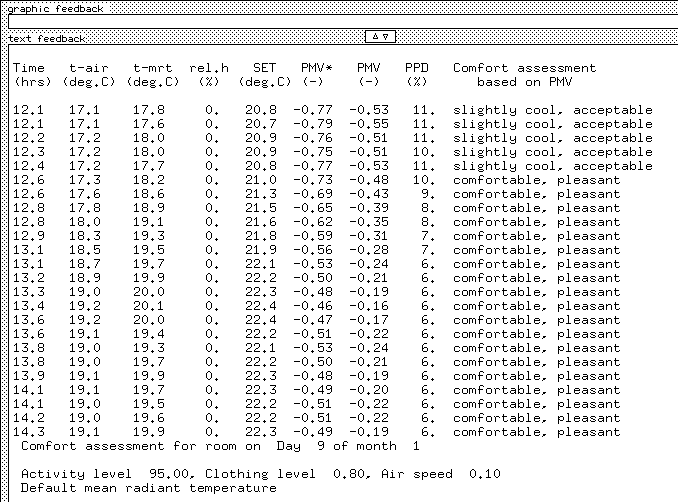 graphic feedback
text feedback
Time t-air t-mrt rel.h SET PMV* PMV PPD Comfort assessment
(hrs) (deg.C) (deg.C) (%) (deg.C) (-) (-) (%) based on PMV
12.1 17.1 17.8 0. 20.8 -0.77 -0.53 11. slightly cool, acceptable
12.1 17.1 17.6 0. 20.7 -0.79 -0.55 11. slightly cool, acceptable
12.2 17.2 18.0 0. 20.9 -0.76 -0.51 11. slightly cool, acceptable
12.3 17.2 18.0 0. 20.9 -0.75 -0.51 10. slightly cool, acceptable
12.4 17.2 17.7 0. 20.8 -0.77 -0.53 11. slightly cool, acceptable
12.6 17.3 18.2 0. 21.0 -0.73 -0.48 10. comfortable, pleasant
12.6 17.6 18.6 0. 21.3 -0.69 -0.43 9. comfortable, pleasant
12.8 17.8 18.9 0. 21.5 -0.65 -0.39 8. comfortable, pleasant
12.8 18.0 19.1 0. 21.6 -0.62 -0.35 8. comfortable, pleasant
12.9 18.3 19.3 0. 21.8 -0.59 -0.31 7. comfortable, pleasant
13.1 18.5 19.5 0. 21.9 -0.56 -0.28 7. comfortable, pleasant
13.1 18.7 19.7 0. 22.1 -0.53 -0.24 6. comfortable, pleasant
13.2 18.9 19.9 0. 22.2 -0.50 -0.21 6. comfortable, pleasant
13.3 19.0 20.0 0. 22.3 -0.48 -0.19 6. comfortable, pleasant
13.4 19.2 20.1 0. 22.4 -0.46 -0.16 6. comfortable, pleasant
13.6 19.2 20.0 0. 22.4 -0.47 -0.17 6. comfortable, pleasant
13.6 19.1 19.4 0. 22.2 -0.51 -0.22 6. comfortable, pleasant
13.8 19.0 19.3 0. 22.1 -0.53 -0.24 6. comfortable, pleasant
13.8 19.0 19.7 0. 22.2 -0.50 -0.21 6. comfortable, pleasant
13.9 19.1 19.9 0. 22.3 -0.48 -0.19 6. comfortable, pleasant
14.1 19.1 19.7 0. 22.3 -0.49 -0.20 6. comfortable, pleasant
14.1 19.0 19.5 0. 22.2 -0.51 -0.22 6. comfortable, pleasant
14.2 19.0 19.6 0. 22.2 -0.51 -0.22 6. comfortable, pleasant
14.3 19.1 19.9 0. 22.3 -0.49 -0.19 6. comfortable, pleasant
Comfort assessment for room on Day 9 of month 1
Activity level 95.00, Clothing level 0.80, Air speed 0.10
Default mean radiant temperature